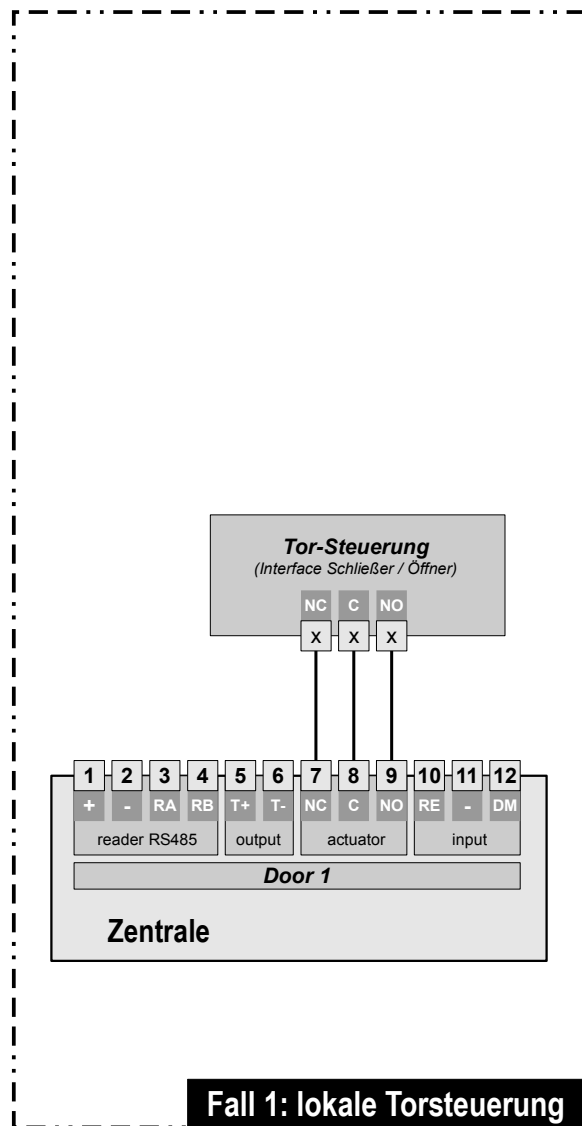 Tor-Steuerung
(Interface Schließer / Öffner)
NC C NO
X X X
1 2 3 4 5 6 7 8 9 10 11 12
+ - RA RB T+ T- NC C NO RE - DM
reader RS485 output actuator input
Door 1
Zentrale
Fall 1: lokale Torsteuerung